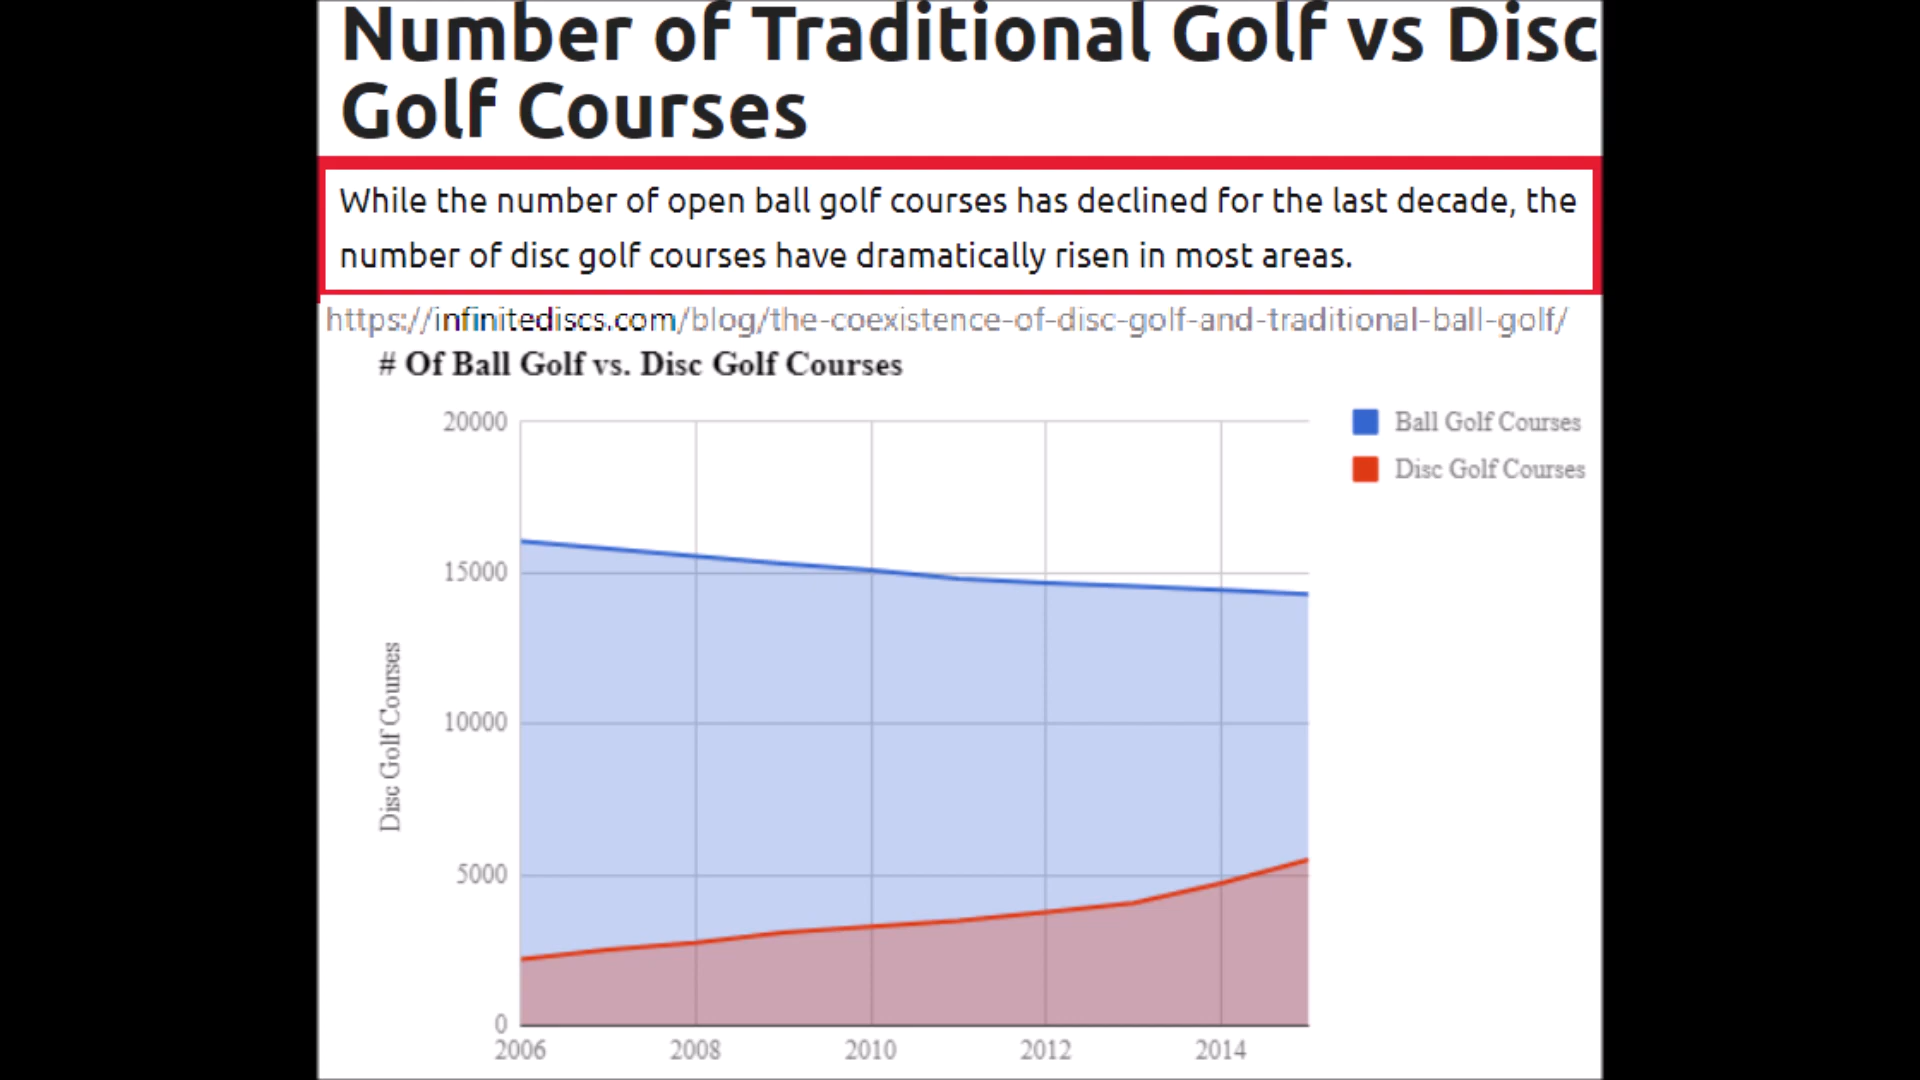 Number of Traditional Golf vs Disc
Golf Courses
While the number of open ball golf courses has declined for the last decade, the
number of disc golf courses have dramatically risen in most areas.
https://infinitediscs.com/blog/the-coexistence-of-disc-golf-and-traditional-ball-golf/
# Of Ball Golf vs. Disc Golf Courses
Ball Golf Courses
Disc Golf Courses
20000
15000
10000
5000
0
Disc Golf Courses
2006 2008 2010 2012 2014